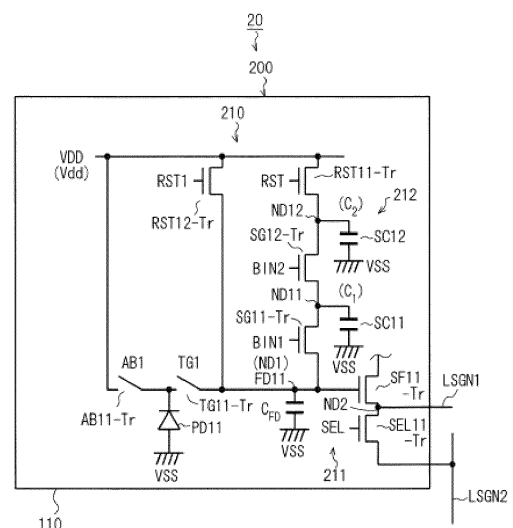 20
200
210
VDD
(Vdd)
RST1
RST
RST11-Tr
RST12-Tr
ND12
(C2)
212
SG12-Tr
SC12
BIN2
VSS
ND11
(C1)
SG11-Tr
SC11
BIN1
VSS
(ND1)
AB1
TG1
FD11
SF11
-Tr
LSGN1
AB11-Tr
TG11-Tr
CFD
ND2
PD11
SEL
SEL11
-Tr
VSS
VSS
211
LSGN2
110